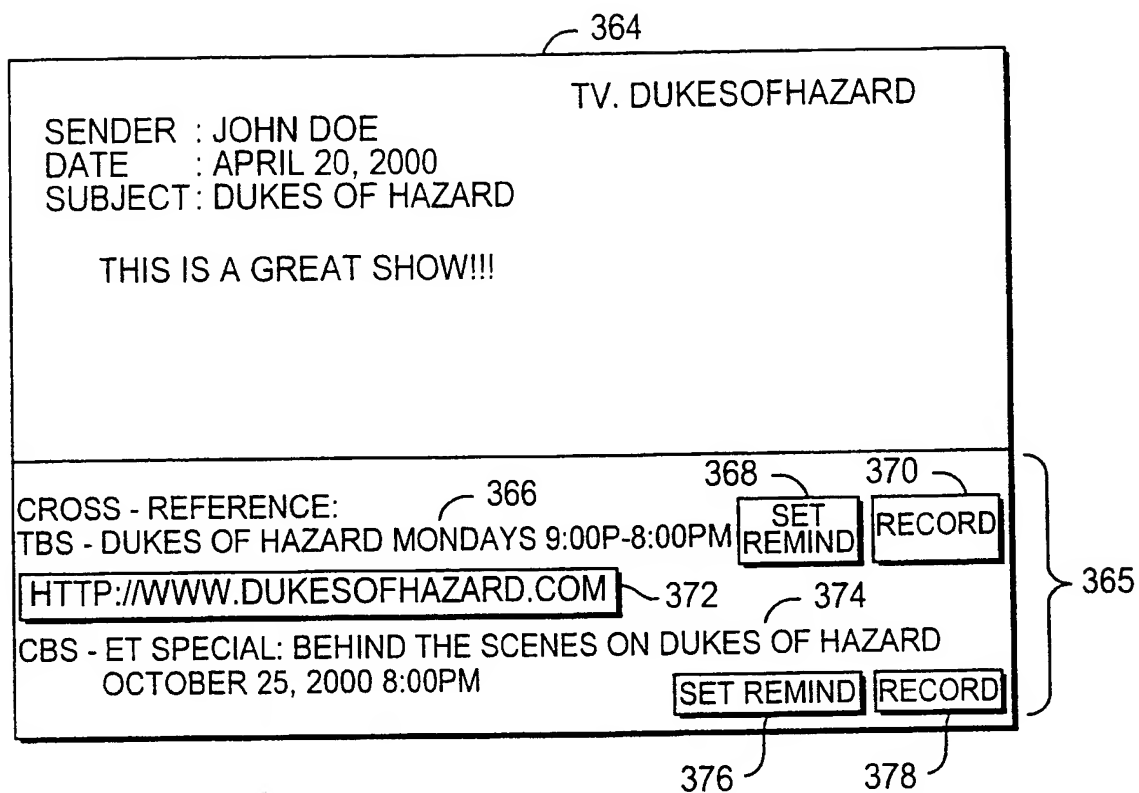 364
TV. DUKESOFHAZARD
SENDER : JOHN DOE
DATE : APRIL 20, 2000
SUBJECT : DUKES OF HAZARD
THIS IS A GREAT SHOW!!!
CROSS - REFERENCE:
366
368
370
TBS - DUKES OF HAZARD MONDAYS 9:00P-8:00PM
SET
REMIND
RECORD
HTTP://WWW.DUKESOFHAZARD.COM
372
374
365
CBS - ET SPECIAL: BEHIND THE SCENES ON DUKES OF HAZARD
OCTOBER 25, 2000 8:00PM
SET REMIND
RECORD
376
378